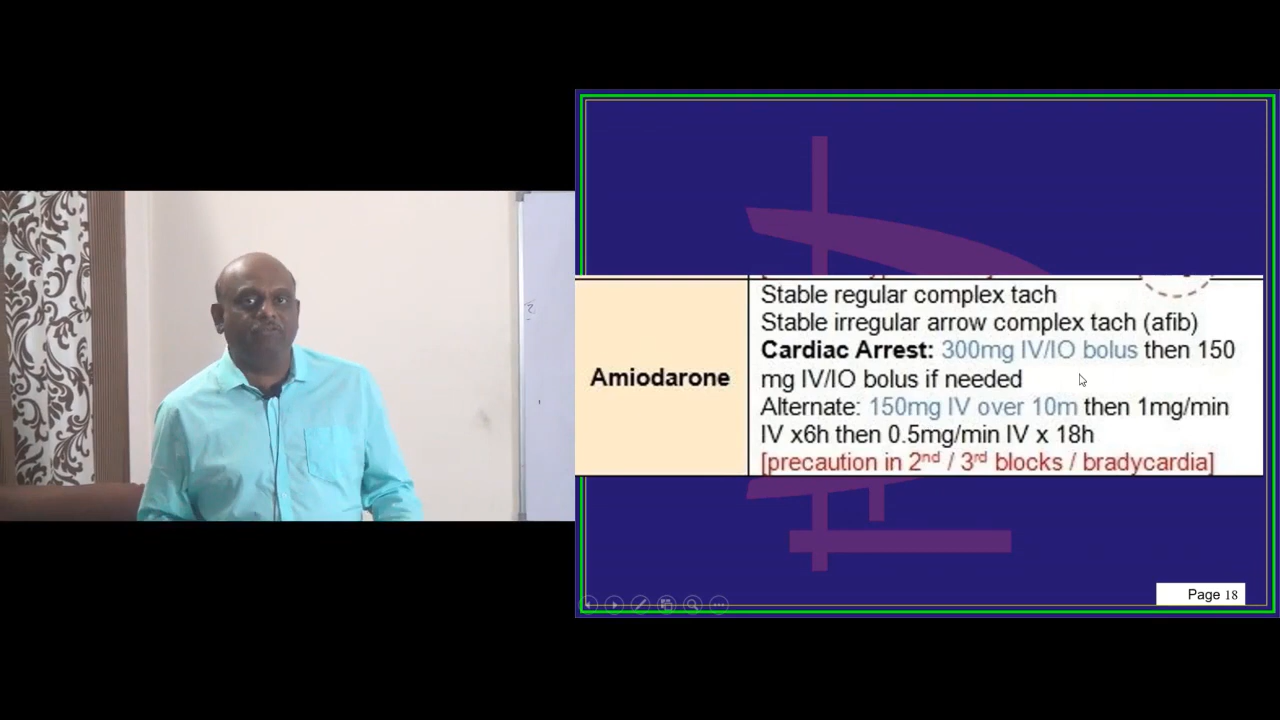 Amiodarone
Stable regular complex tach
Stable irregular arrow complex tach (afib)
Cardiac Arrest: 300mg IV/IO bolus then 150
mg IV/IO bolus if needed
Alternate: 150mg IV over 10m then 1mg/min
IV x6h then 0.5mg/min IV x 18h
[precaution in 2nd / 3rd blocks / bradycardia]
Page 18